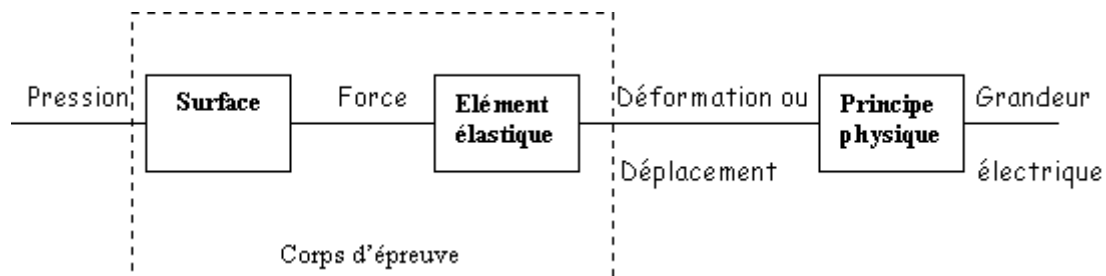 Pression
Surface
Force
Elément
élastique
Déformation ou
Déplacement
Principe
physique
Grandeur
électrique
Corps d'épreuve